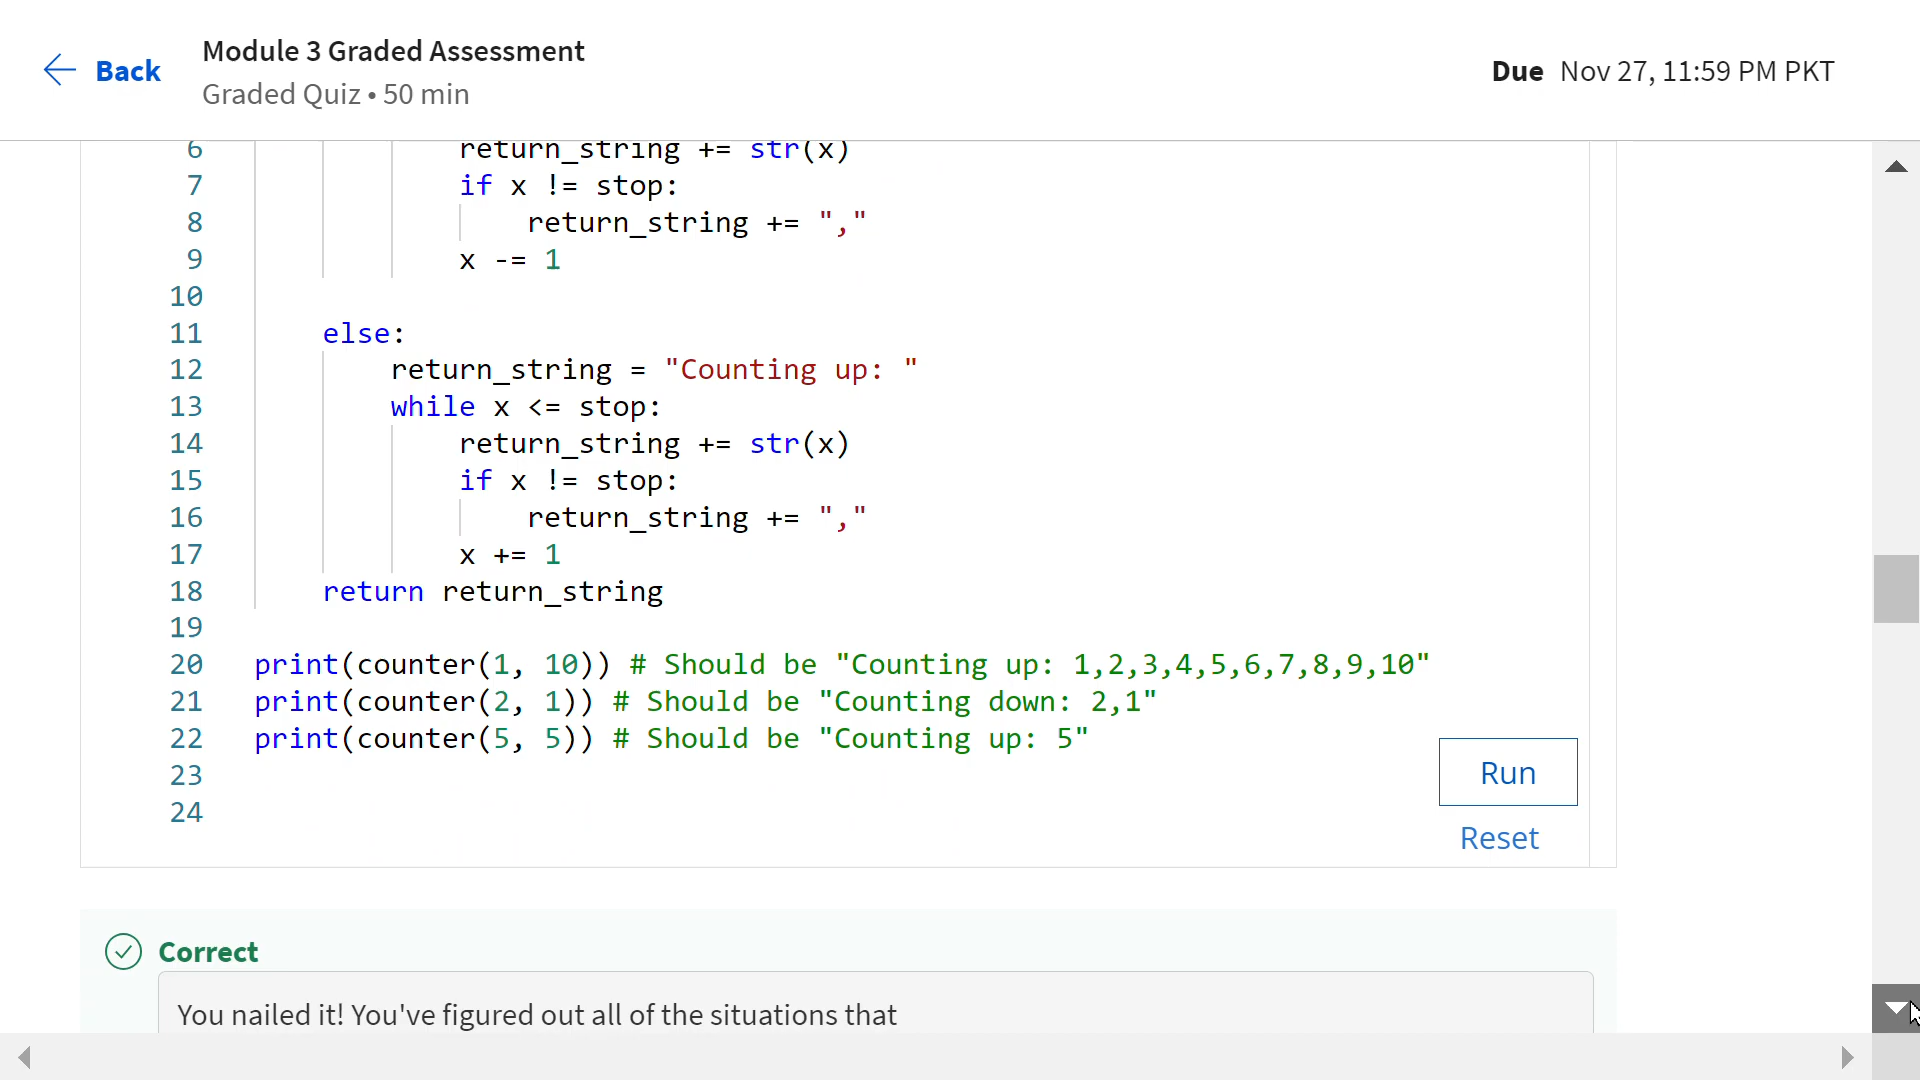 Back
Module 3 Graded Assessment
Graded Quiz • 50 min
Due Nov 27, 11:59 PM PKT
6 return_string += str(x)
7 if x != stop:
8 return_string += ","
9 x -= 1
10
11 else:
12 return_string = "Counting up: "
13 while x <= stop:
14 return_string += str(x)
15 if x != stop:
16 return_string += ","
17 x += 1
18 return return_string
19
20 print(counter(1, 10)) # Should be "Counting up: 1,2,3,4,5,6,7,8,9,10"
21 print(counter(2, 1)) # Should be "Counting down: 2,1"
22 print(counter(5, 5)) # Should be "Counting up: 5"
23
24
Run
Reset
Correct
You nailed it! You've figured out all of the situations that